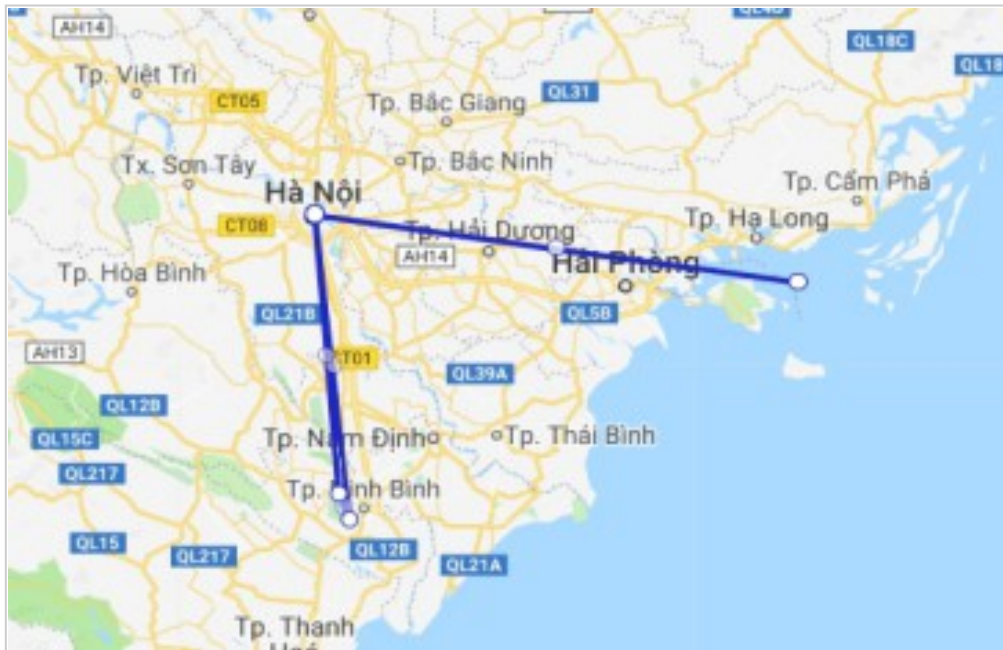 AH14
QL4B
QL18C
QL18
Tp. Việt Trì
CT05
Tp. Bắc Giang
QL31
Tx. Sơn Tây
Tp. Bắc Ninh
Hà Nội
Tp. Cẩm Phả
CT08
Tp. Hải Dương
Tp. Hạ Long
AH14
Hải Phòng
Tp. Hòa Bình
QL21B
QL5B
AH13
CT01
QL39A
QL12B
QL15C
Tp. Nam Định
Tp. Thái Bình
QL217
Tp. Ninh Bình
QL15
QL217
QL12B
QL21A
Tp. Thanh
Hoá